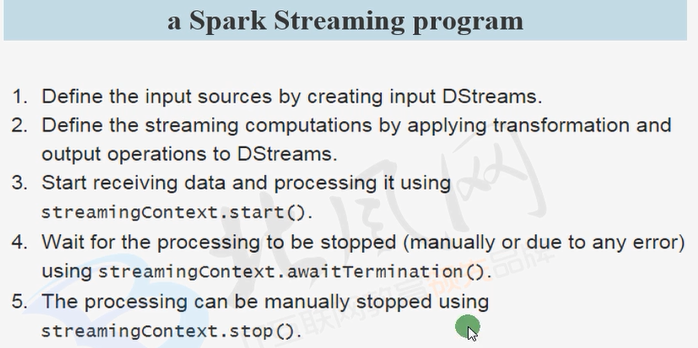 a Spark Streaming program
1. Define the input sources by creating input DStreams.
2. Define the streaming computations by applying transformation and
output operations to DStreams.
3. Start receiving data and processing it using
streamingContext.start().
4. Wait for the processing to be stopped (manually or due to any error)
using streamingContext.awaitTermination().
5. The processing can be manually stopped using
streamingContext.stop().
北风网